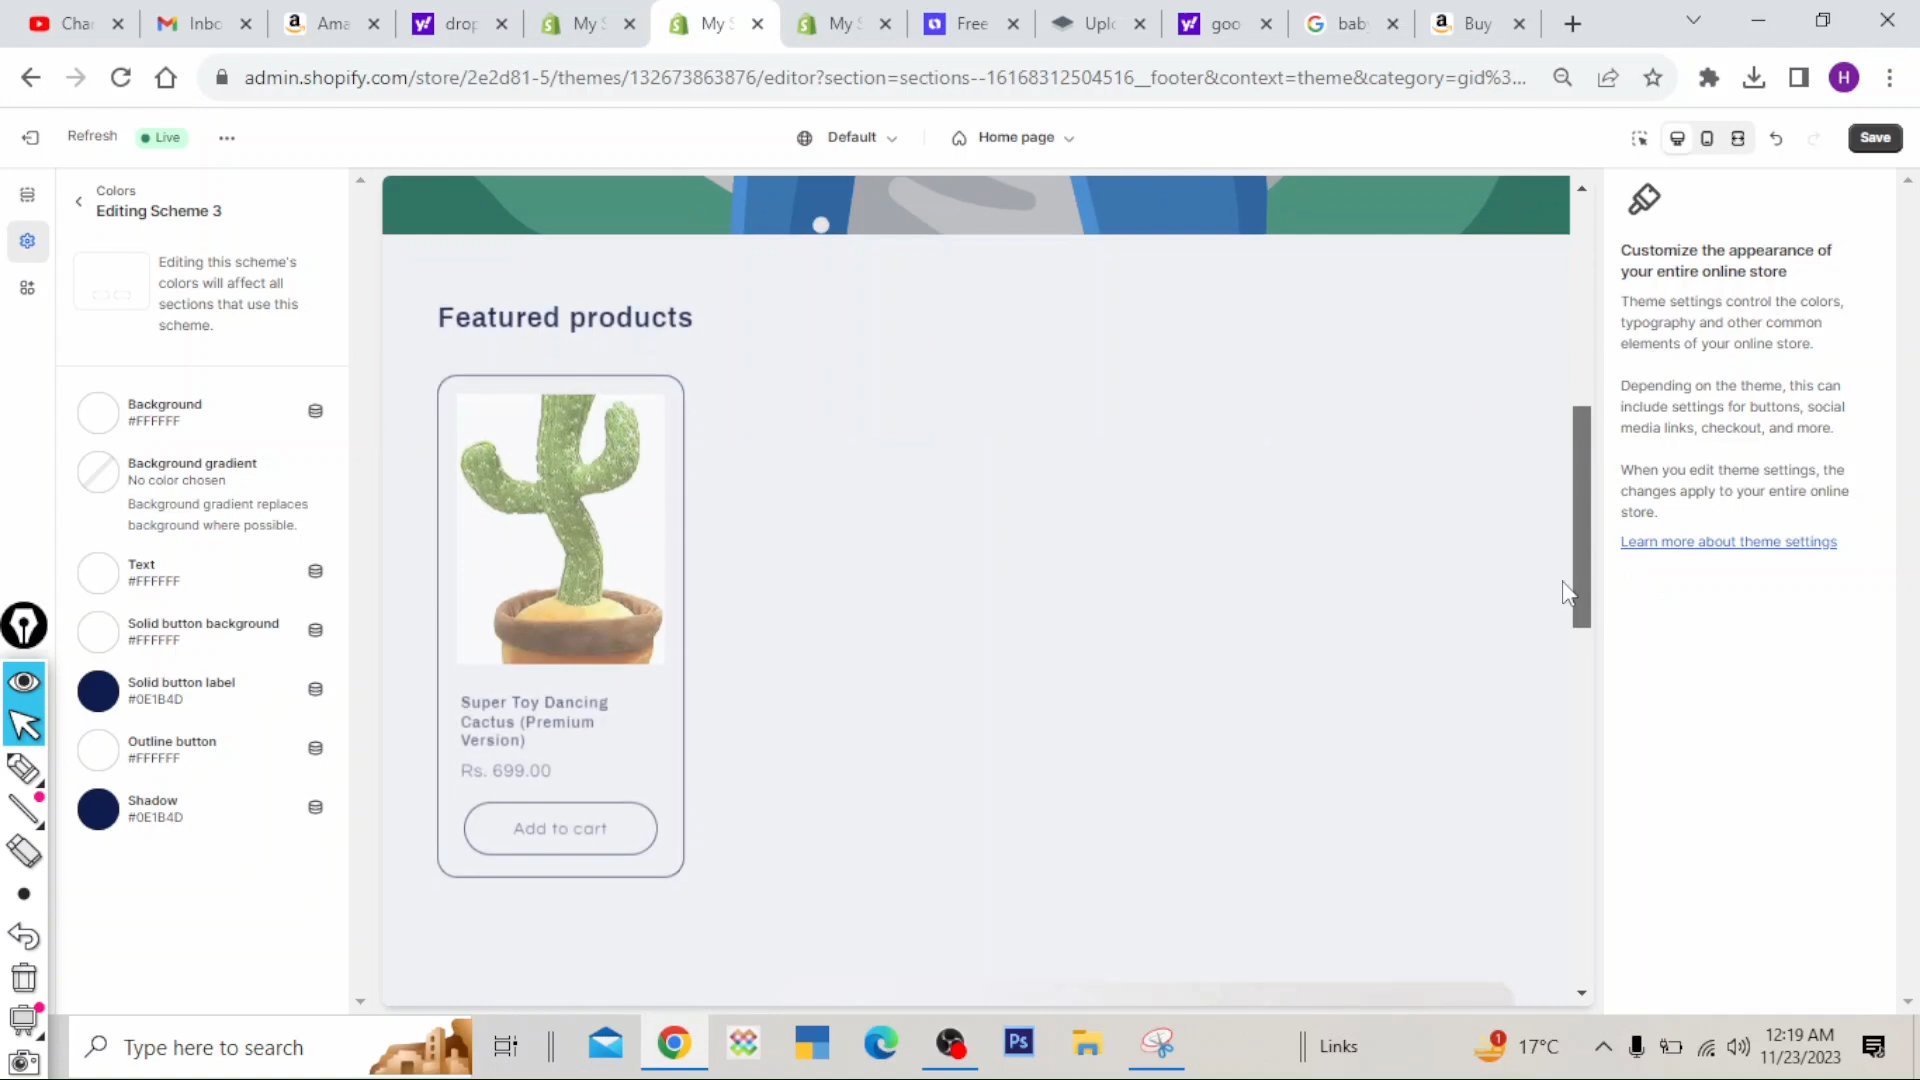 Cha
Inbo
Ama
drop
My S
My S
My S
Free
Uplo
goo
bab
Buy
admin.shopify.com/store/2e2d81-5/themes/132673863876/editor?section=sections--16168312504516__footer&context=theme&category=gid%3...
H
Refresh
Live
Default
Home page
Save
Colors
Editing Scheme 3
Editing this scheme's
colors will affect all
sections that use this
scheme.
Background
#FFFFFF
Background gradient
No color chosen
Background gradient replaces
background where possible.
Text
#FFFFFF
Solid button background
#FFFFFF
Solid button label
#0E1B4D
Outline button
#FFFFFF
Shadow
#0E1B4D
Featured products
Super Toy Dancing
Cactus (Premium
Version)
Rs. 699.00
Add to cart
Customize the appearance of
your entire online store
Theme settings control the colors,
typography and other common
elements of your online store.
Depending on the theme, this can
include settings for buttons, social
media links, checkout, and more.
When you edit theme settings, the
changes apply to your entire online
store.
Learn more about theme settings
Type here to search
Ps
Links
1
17°C
12:19 AM
11/23/2023